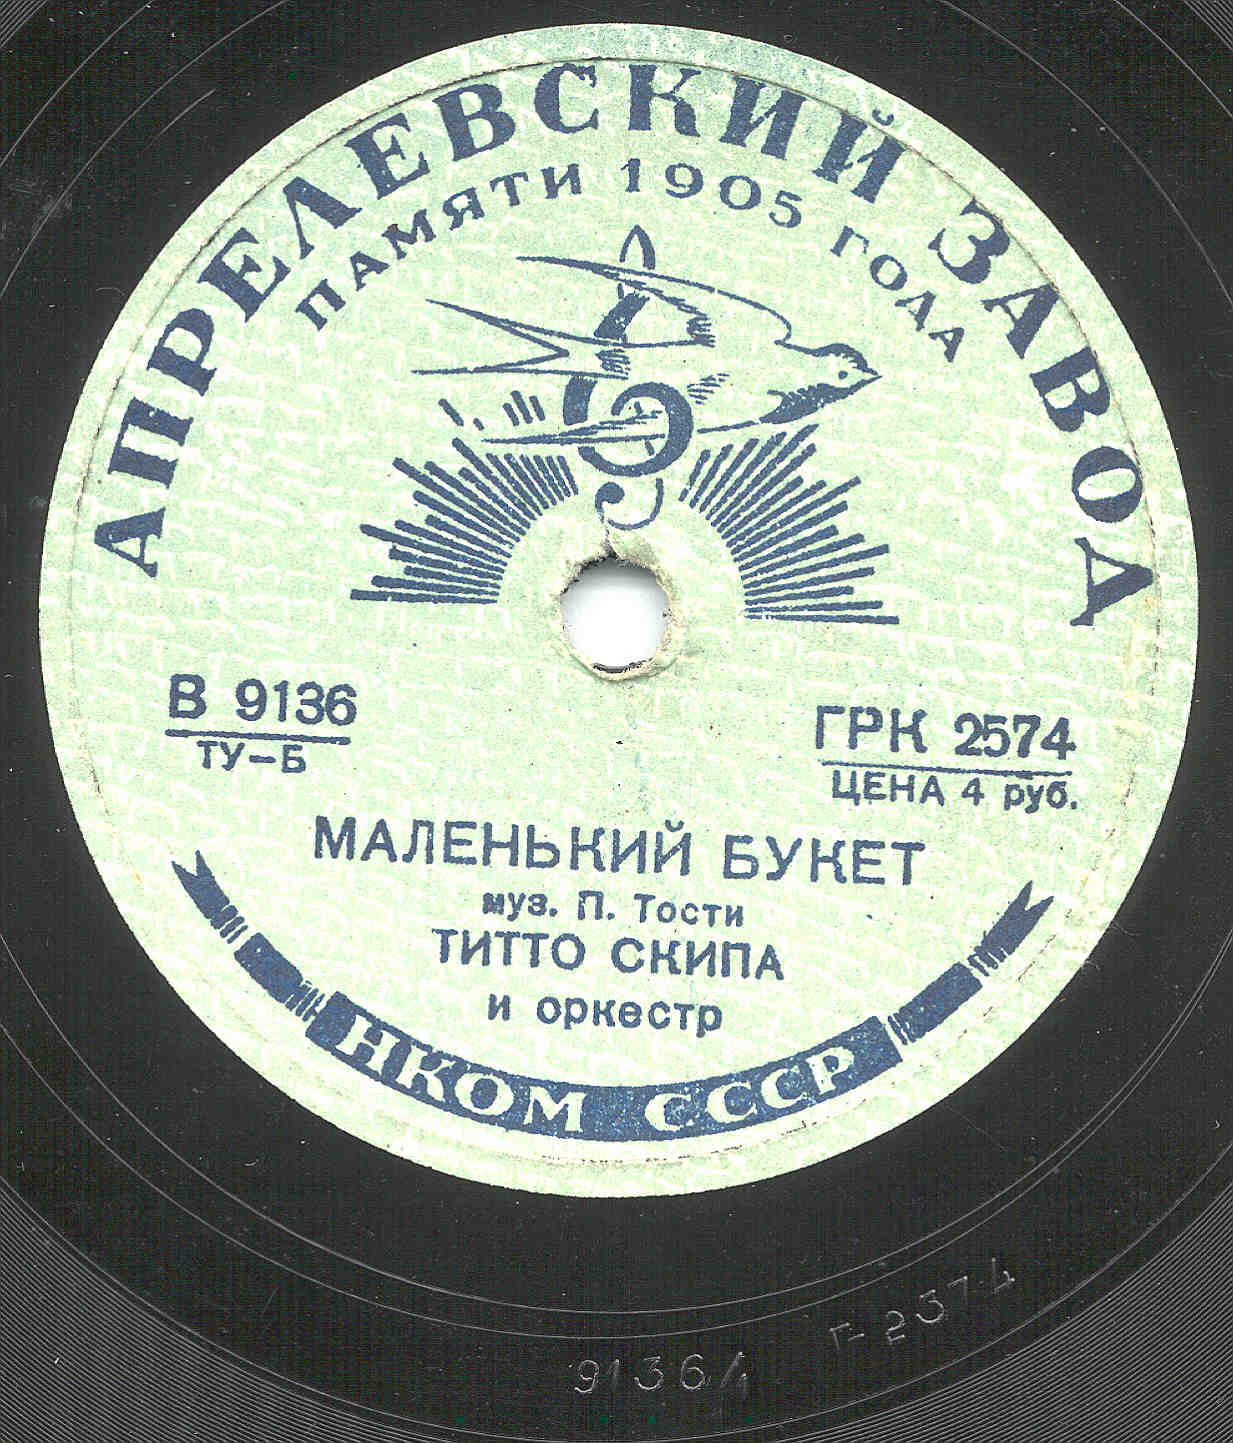 АПРЕЛЕВСКИЙ ЗАВОД
ПАМЯТИ 1905 ГОДА
В 9136
ТУ–Б
ГРК 2574
ЦЕНА 4 руб.
МАЛЕНЬКИЙ БУКЕТ
муз. П. Тости
ТИТТО СКИПА
и оркестр
НКОМ СССР
Г-2374
9136